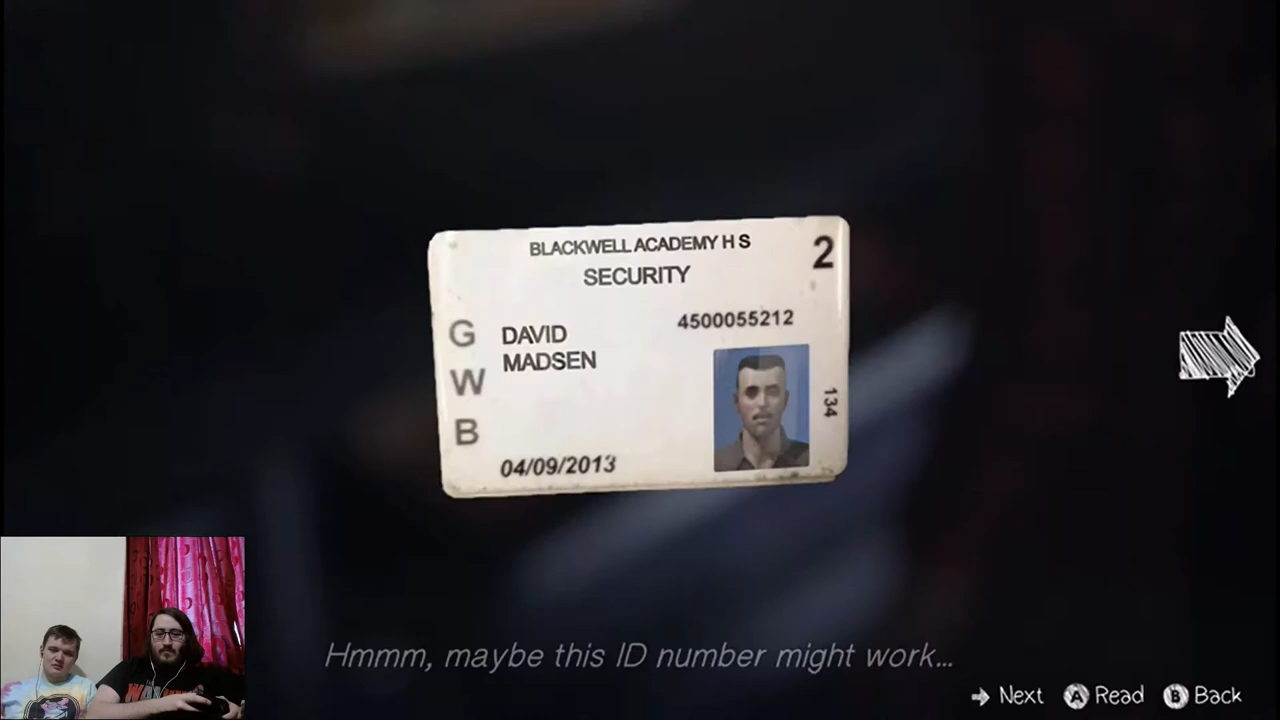 BLACKWELL ACADEMY H S
2
SECURITY
4500055212
G
DAVID
W
MADSEN
B
134
04/09/2013
Hmmm, maybe this ID number might work...
Next
A Read
B Back